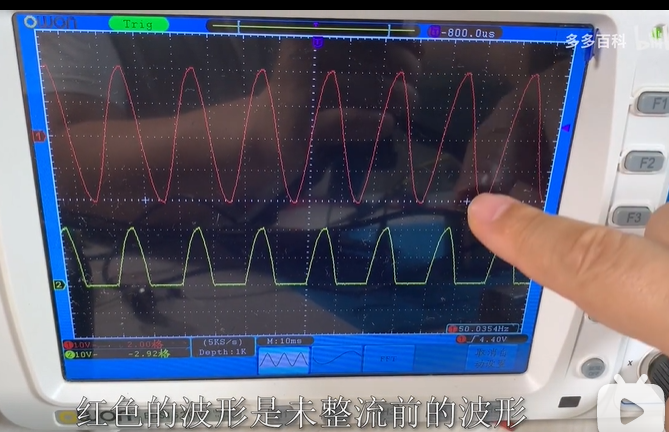 OWON
Trig
-800.0us
多多百科
F1
F2
F3
1
2
50.0354Hz
1 10V~ 2.00格
2 10V~ -2.92格
(5KS/s)
Depth:1K
M:10ms
4.40V
红色的波形是未整流前的波形